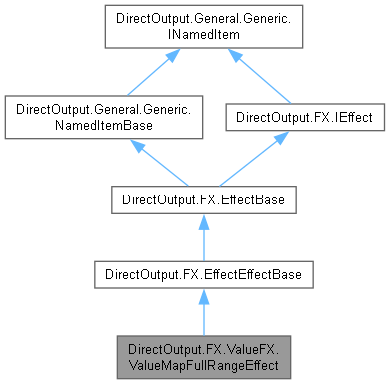 DirectOutput.General.Generic.
INamedItem
DirectOutput.General.Generic.
NamedItemBase
DirectOutput.FX.IEffect
DirectOutput.FX.EffectBase
DirectOutput.FX.EffectEffectBase
DirectOutput.FX.ValueFX.
ValueMapFullRangeEffect